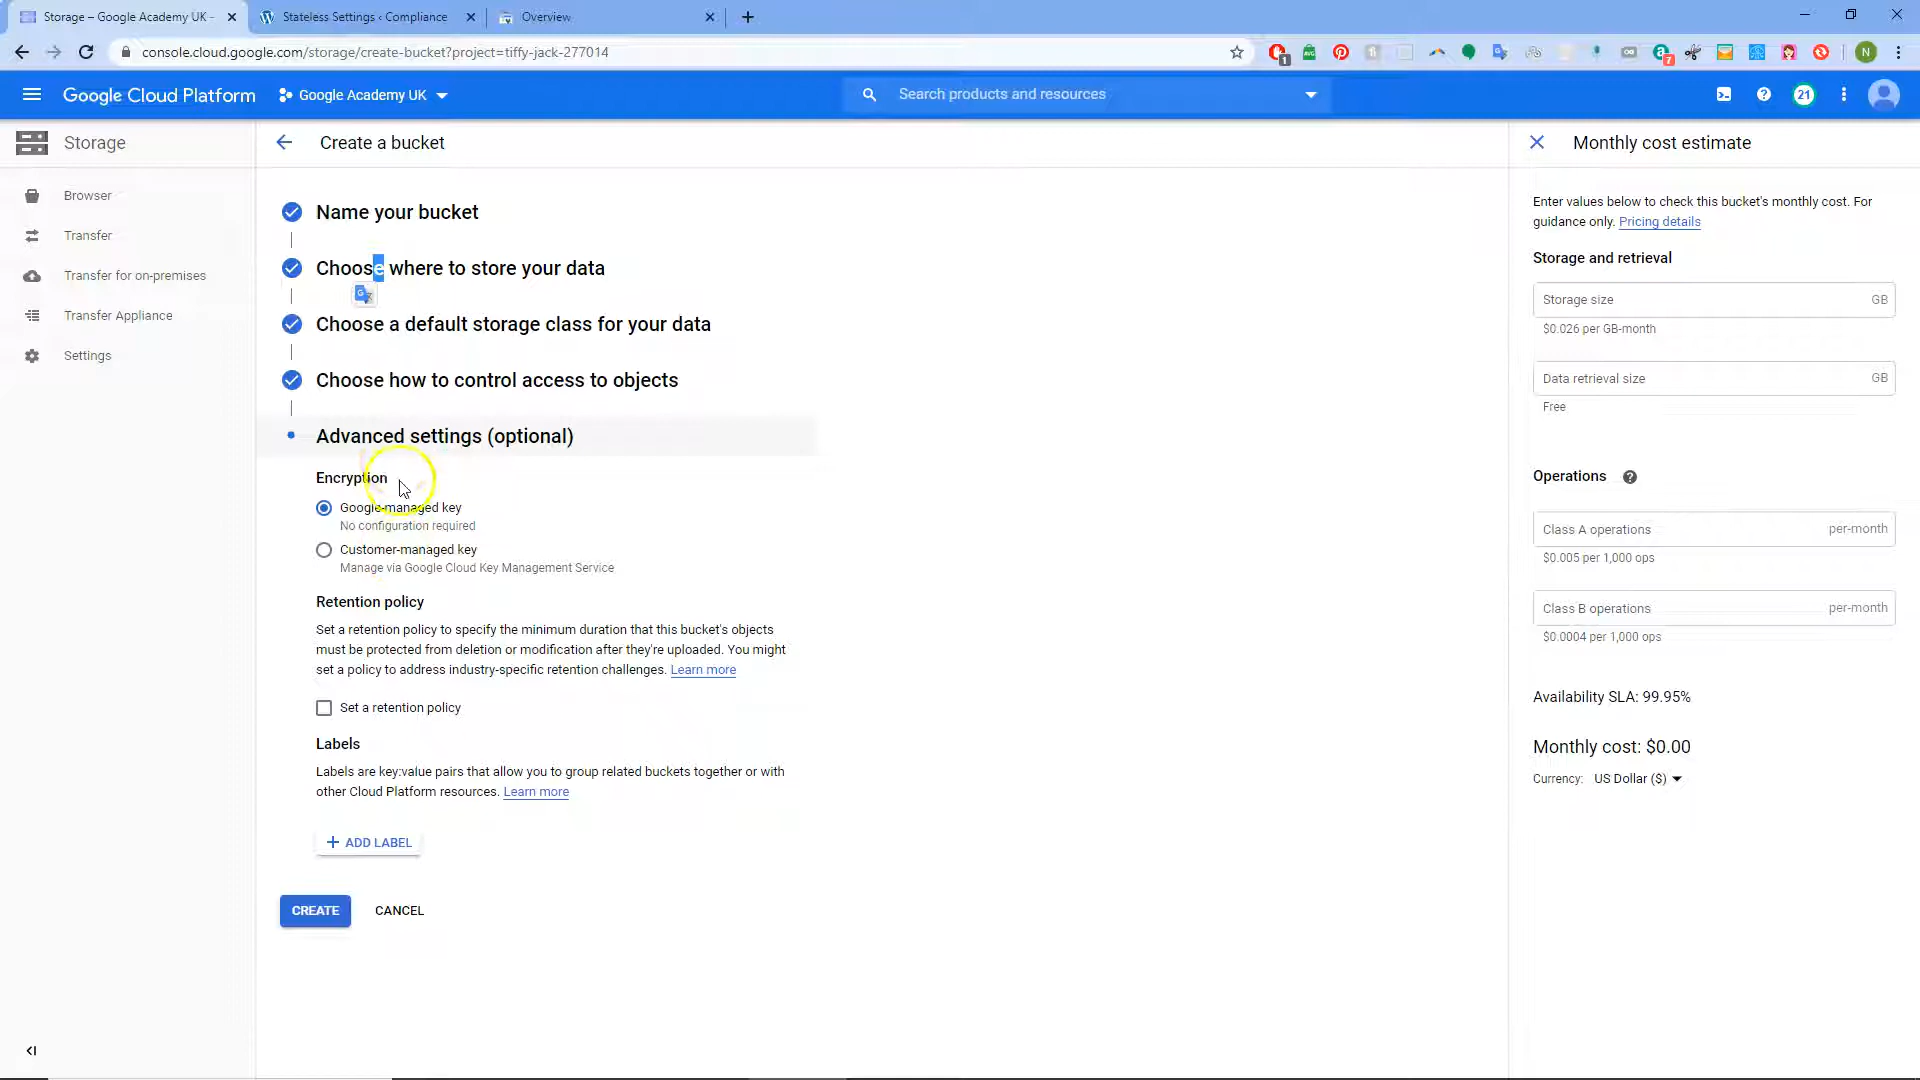 Storage – Google Academy UK -
Stateless Settings ‹ Compliance
Overview
console.cloud.google.com/storage/create-bucket?project=tiffy-jack-277014
1
7
N
Google Cloud Platform
Google Academy UK
Search products and resources
21
Storage
Create a bucket
Monthly cost estimate
Browser
Transfer
Transfer for on-premises
Transfer Appliance
Settings
Name your bucket
Choose where to store your data
Choose a default storage class for your data
Choose how to control access to objects
Advanced settings (optional)
Encryption
Google-managed key
No configuration required
Customer-managed key
Manage via Google Cloud Key Management Service
Retention policy
Set a retention policy to specify the minimum duration that this bucket's objects
must be protected from deletion or modification after they're uploaded. You might
set a policy to address industry-specific retention challenges. Learn more
Set a retention policy
Labels
Labels are key:value pairs that allow you to group related buckets together or with
other Cloud Platform resources. Learn more
+ ADD LABEL
CREATE
CANCEL
Enter values below to check this bucket's monthly cost. For
guidance only. Pricing details
Storage and retrieval
Storage size GB
$0.026 per GB-month
Data retrieval size GB
Free
Operations
Class A operations per-month
$0.005 per 1,000 ops
Class B operations per-month
$0.0004 per 1,000 ops
Availability SLA: 99.95%
Monthly cost: $0.00
Currency: US Dollar ($)